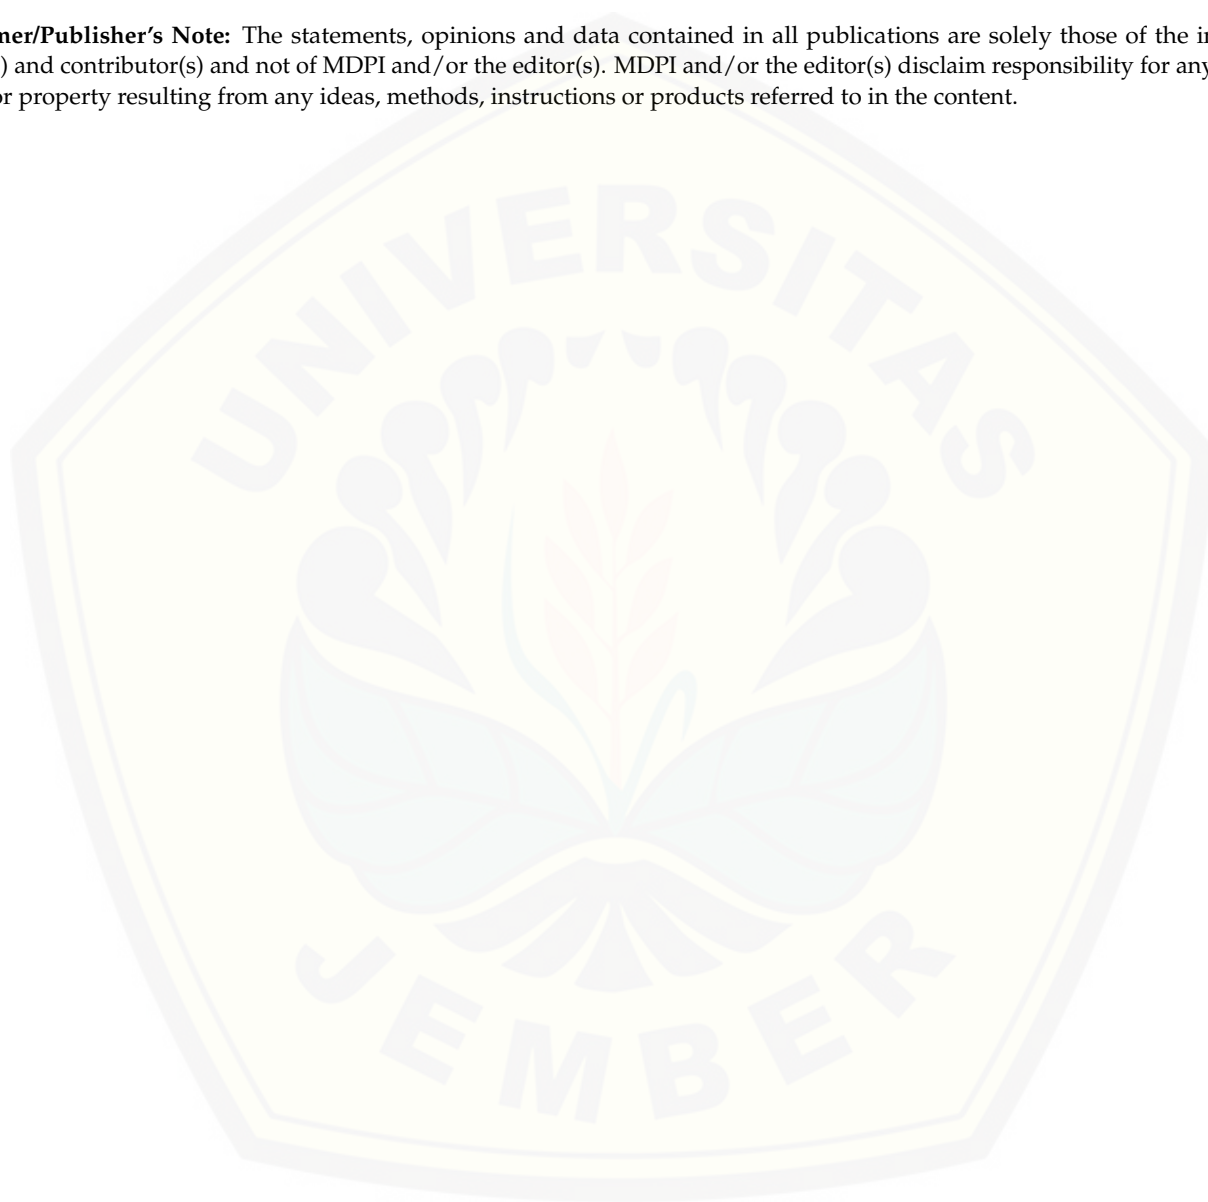 mer/Publisher's Note: The statements, opinions and data contained in all publications are solely those of the in
) and contributor(s) and not of MDPI and/or the editor(s). MDPI and/or the editor(s) disclaim responsibility for any
or property resulting from any ideas, methods, instructions or products referred to in the content.
UNIVERSITAS
JEMBER